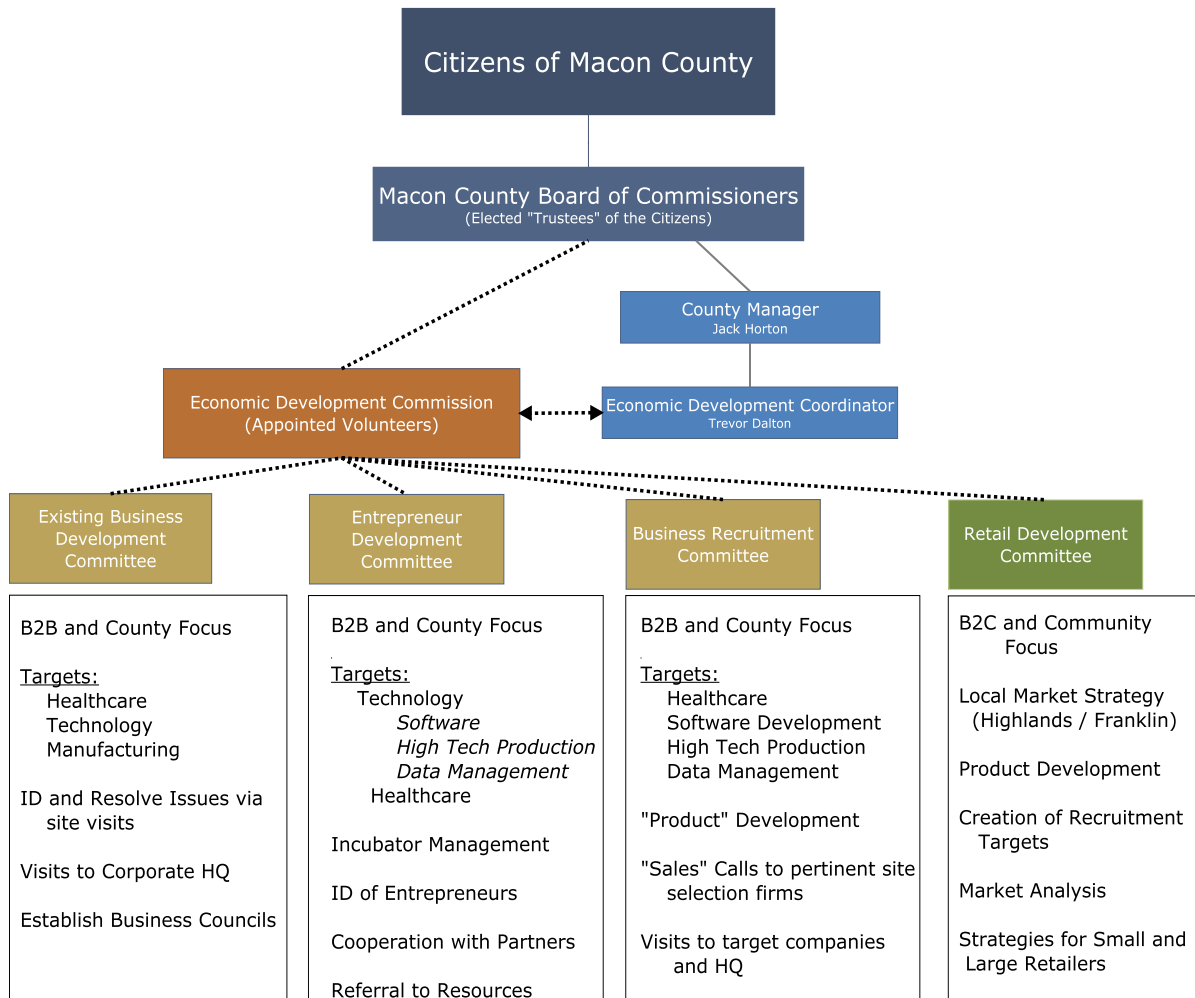 Citizens of Macon County
Macon County Board of Commissioners
(Elected "Trustees" of the Citizens)
County Manager
Jack Horton
Economic Development Commission
(Appointed Volunteers)
Economic Development Coordinator
Trevor Dalton
Existing Business
Development
Committee
Entrepreneur
Development
Committee
Business Recruitment
Committee
Retail Development
Committee
B2B and County Focus
Targets:
Healthcare
Technology
Manufacturing
ID and Resolve Issues via
site visits
Visits to Corporate HQ
Establish Business Councils
B2B and County Focus
Targets:
Technology
Software
High Tech Production
Data Management
Healthcare
Incubator Management
ID of Entrepreneurs
Cooperation with Partners
Referral to Resources
B2B and County Focus
Targets:
Healthcare
Software Development
High Tech Production
Data Management
"Product" Development
"Sales" Calls to pertinent site
selection firms
Visits to target companies
and HQ
B2C and Community
Focus
Local Market Strategy
(Highlands / Franklin)
Product Development
Creation of Recruitment
Targets
Market Analysis
Strategies for Small and
Large Retailers